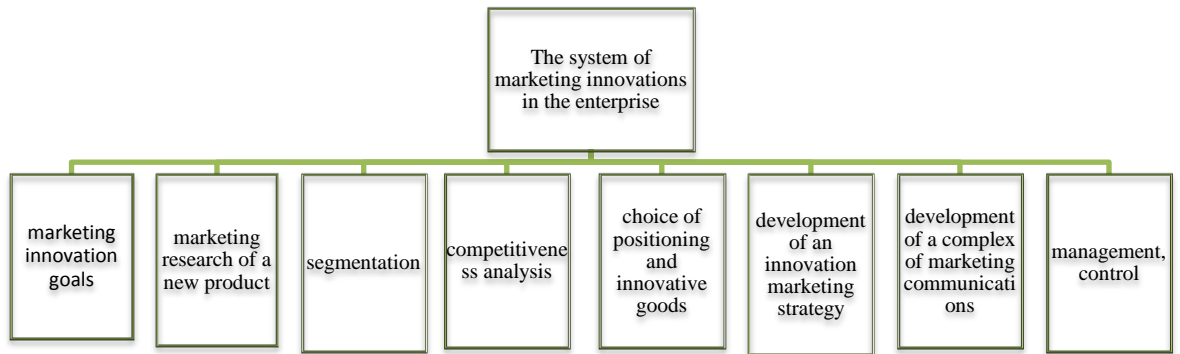 The system of
marketing innovations
in the enterprise
marketing
innovation
goals
marketing
research of a
new product
segmentation
competitivene
ss analysis
choice of
positioning
and
innovative
goods
development
of an
innovation
marketing
strategy
development
of a complex
of marketing
communicati
ons
management,
control